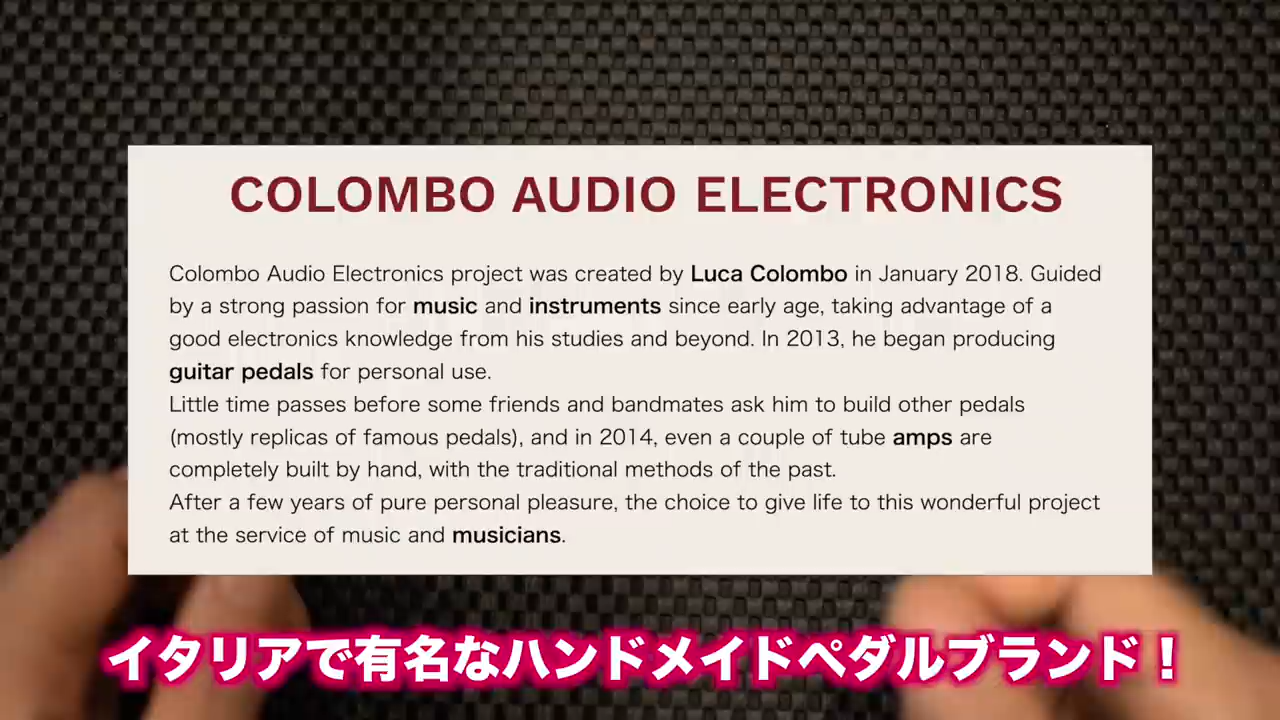 COLOMBO AUDIO ELECTRONICS
Colombo Audio Electronics project was created by Luca Colombo in January 2018. Guided
by a strong passion for music and instruments since early age, taking advantage of a
good electronics knowledge from his studies and beyond. In 2013, he began producing
guitar pedals for personal use.
Little time passes before some friends and bandmates ask him to build other pedals
(mostly replicas of famous pedals), and in 2014, even a couple of tube amps are
completely built by hand, with the traditional methods of the past.
After a few years of pure personal pleasure, the choice to give life to this wonderful project
at the service of music and musicians.
イタリアで有名なハンドメイドペダルブランド！